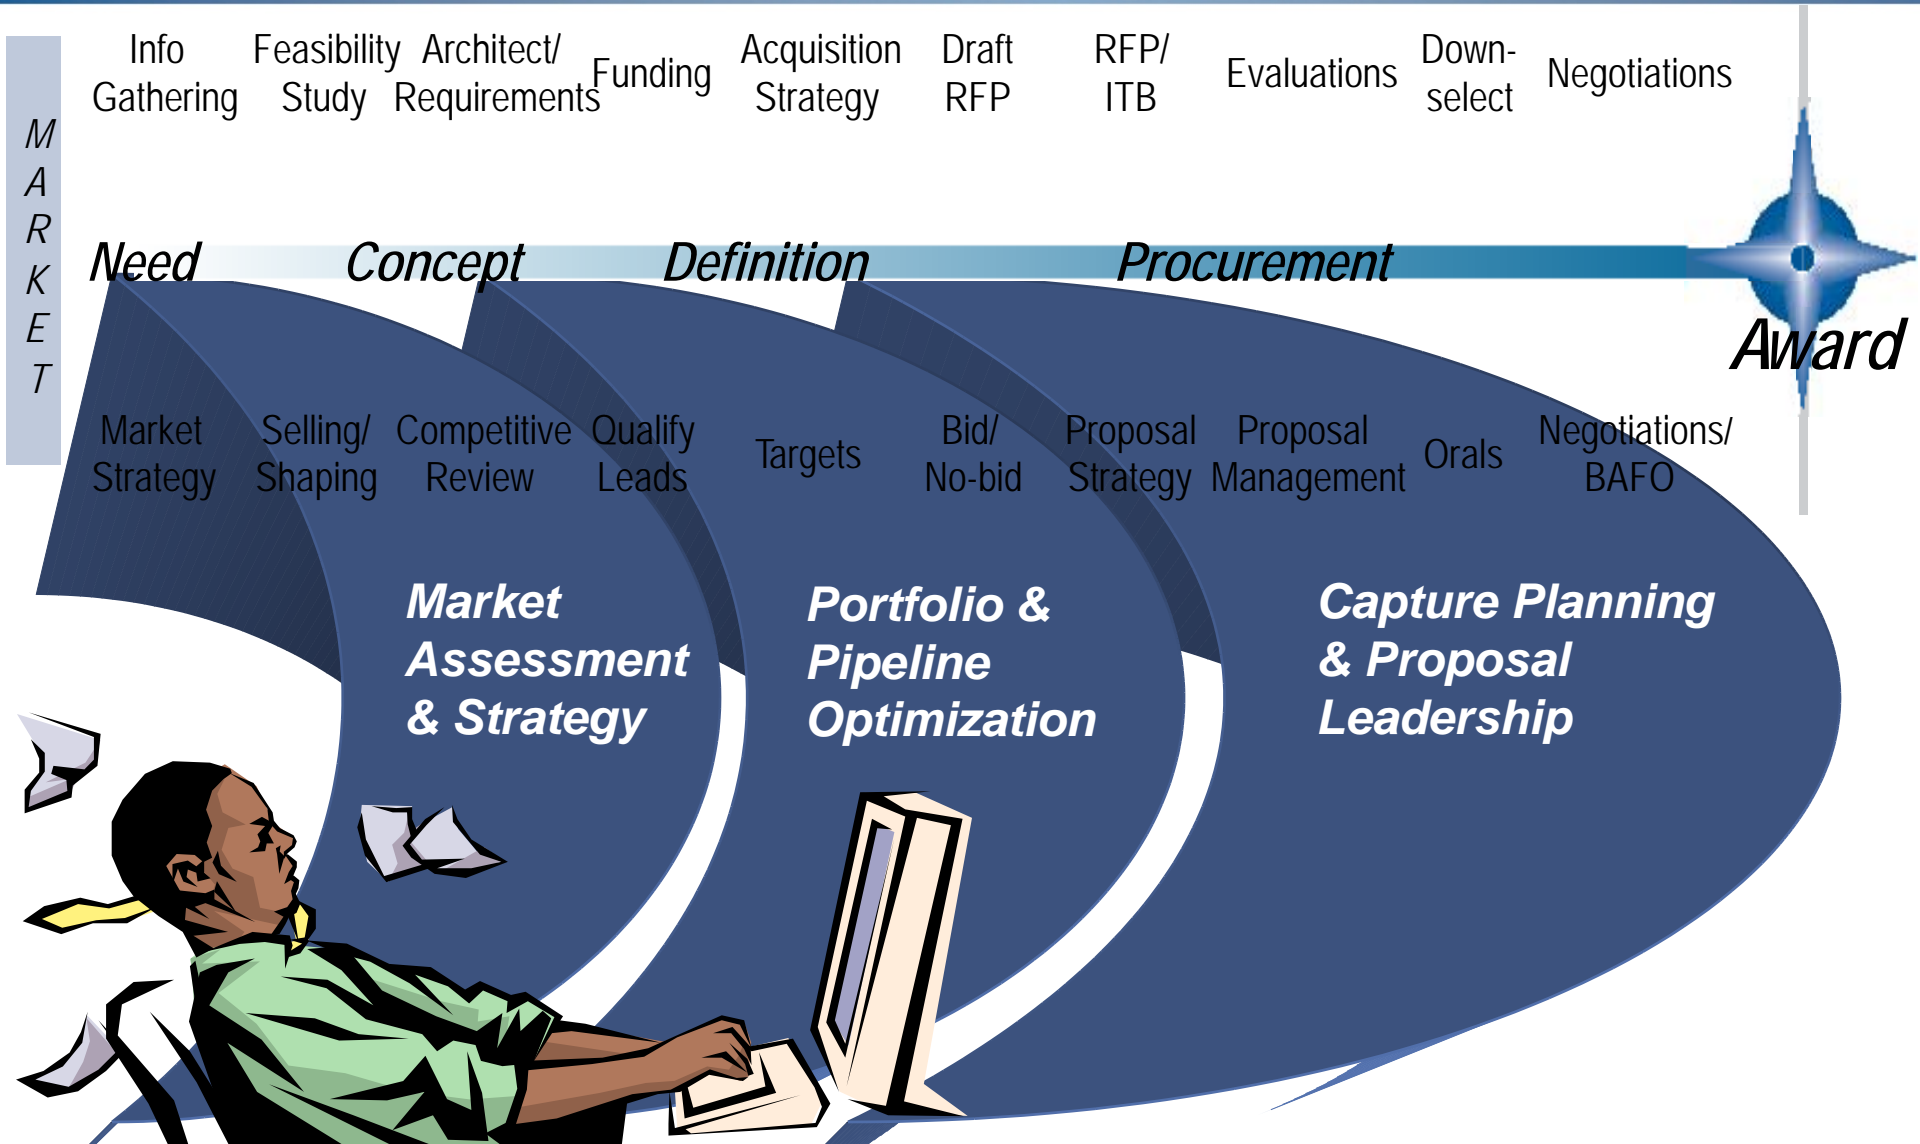 Info
Gathering
Feasibility
Study
Architect/
Requirements
Funding
Acquisition
Strategy
Draft
RFP
RFP/
ITB
Evaluations
Down-
select
Negotiations
MARKET
Need
Concept
Definition
Procurement
Award
Market
Strategy
Selling/
Shaping
Competitive
Review
Qualify
Leads
Targets
Bid/
No-bid
Proposal
Strategy
Proposal
Management
Orals
Negotiations/
BAFO
Market
Assessment
& Strategy
Portfolio &
Pipeline
Optimization
Capture Planning
& Proposal
Leadership